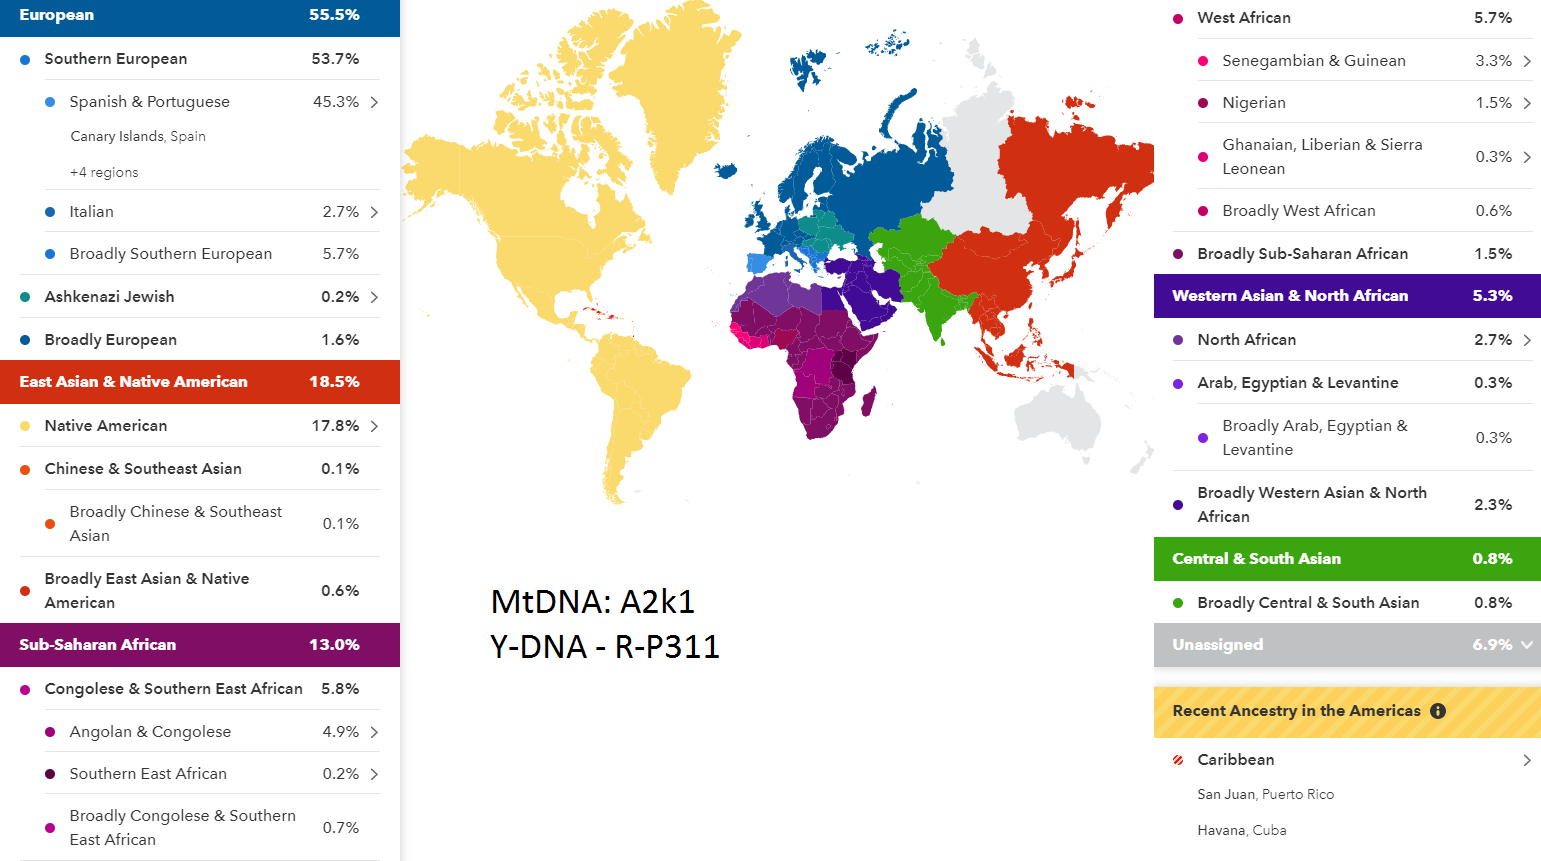 European 55.5%
Southern European 53.7%
Spanish & Portuguese 45.3%
Canary Islands, Spain
+4 regions
Italian 2.7%
Broadly Southern European 5.7%
Ashkenazi Jewish 0.2%
Broadly European 1.6%
East Asian & Native American 18.5%
Native American 17.8%
Chinese & Southeast Asian 0.1%
Broadly Chinese & Southeast
Asian 0.1%
Broadly East Asian & Native
American 0.6%
Sub-Saharan African 13.0%
Congolese & Southern East African 5.8%
Angolan & Congolese 4.9%
Southern East African 0.2%
Broadly Congolese & Southern
East African 0.7%
MtDNA: A2k1
Y-DNA - R-P311
West African 5.7%
Senegambian & Guinean 3.3%
Nigerian 1.5%
Ghanaian, Liberian & Sierra
Leonean 0.3%
Broadly West African 0.6%
Broadly Sub-Saharan African 1.5%
Western Asian & North African 5.3%
North African 2.7%
Arab, Egyptian & Levantine 0.3%
Broadly Arab, Egyptian &
Levantine 0.3%
Broadly Western Asian & North
African 2.3%
Central & South Asian 0.8%
Broadly Central & South Asian 0.8%
Unassigned 6.9%
Recent Ancestry in the Americas
Caribbean
San Juan, Puerto Rico
Havana, Cuba